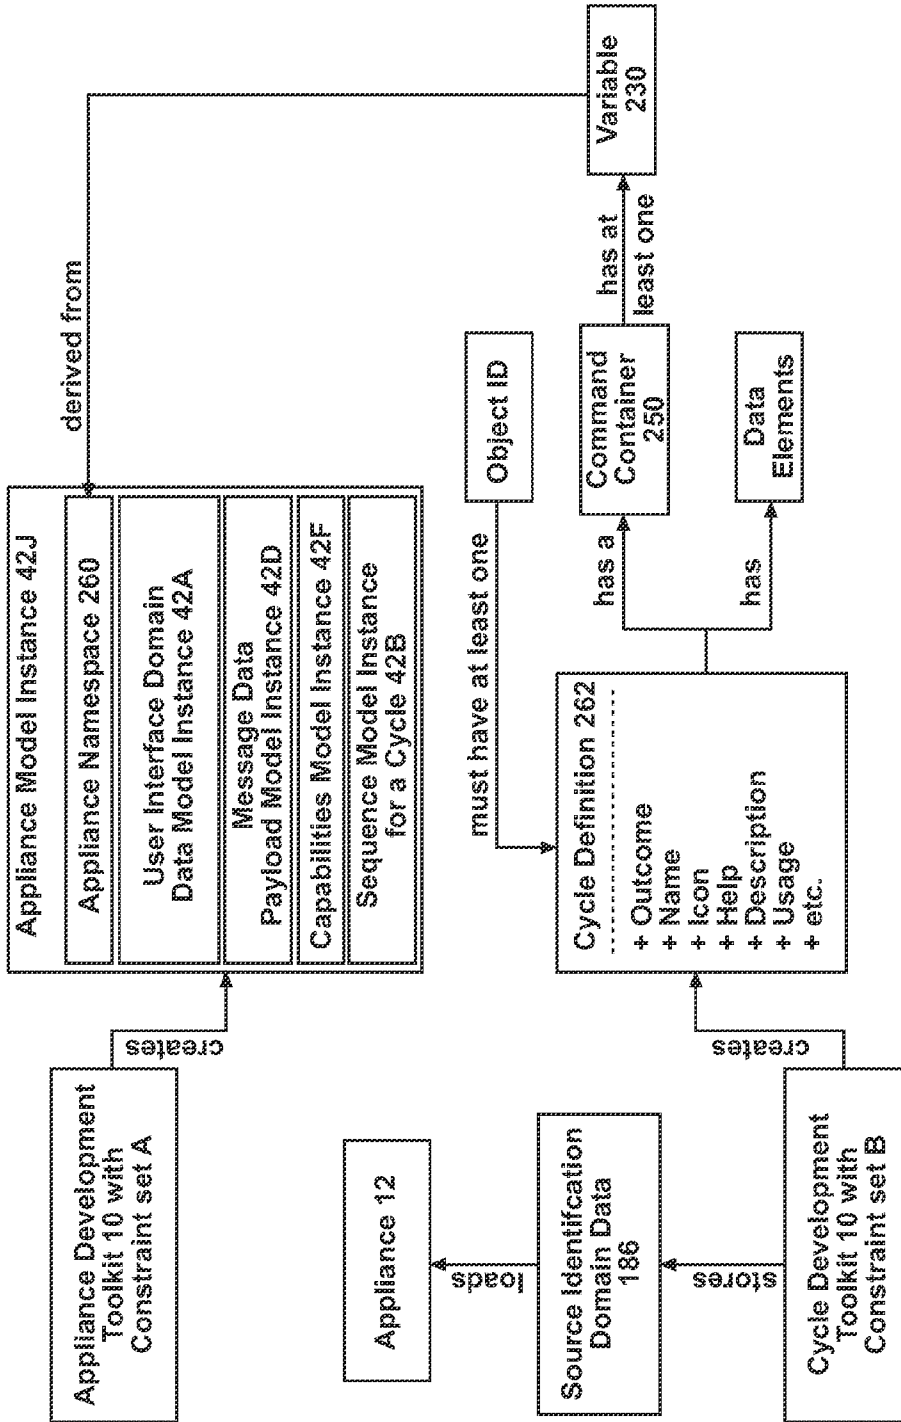 Appliance Development
Toolkit 10 with
Constraint set A
creates
Appliance Model Instance 42J
Appliance Namespace 260
User Interface Domain
Data Model Instance 42A
Message Data
Payload Model Instance 42D
Capabilities Model Instance 42F
Sequence Model Instance
for a Cycle 42B
derived from
Appliance 12
loads
Source Identifcation
Domain Data
186
stores
Cycle Development
Toolkit 10 with
Constraint set B
creates
must have at least one
Object ID
Cycle Definition 262
+ Outcome
+ Name
+ Icon
+ Help
+ Description
+ Usage
+ etc.
has a
Command
Container
250
has at
least one
Variable
230
has
Data
Elements